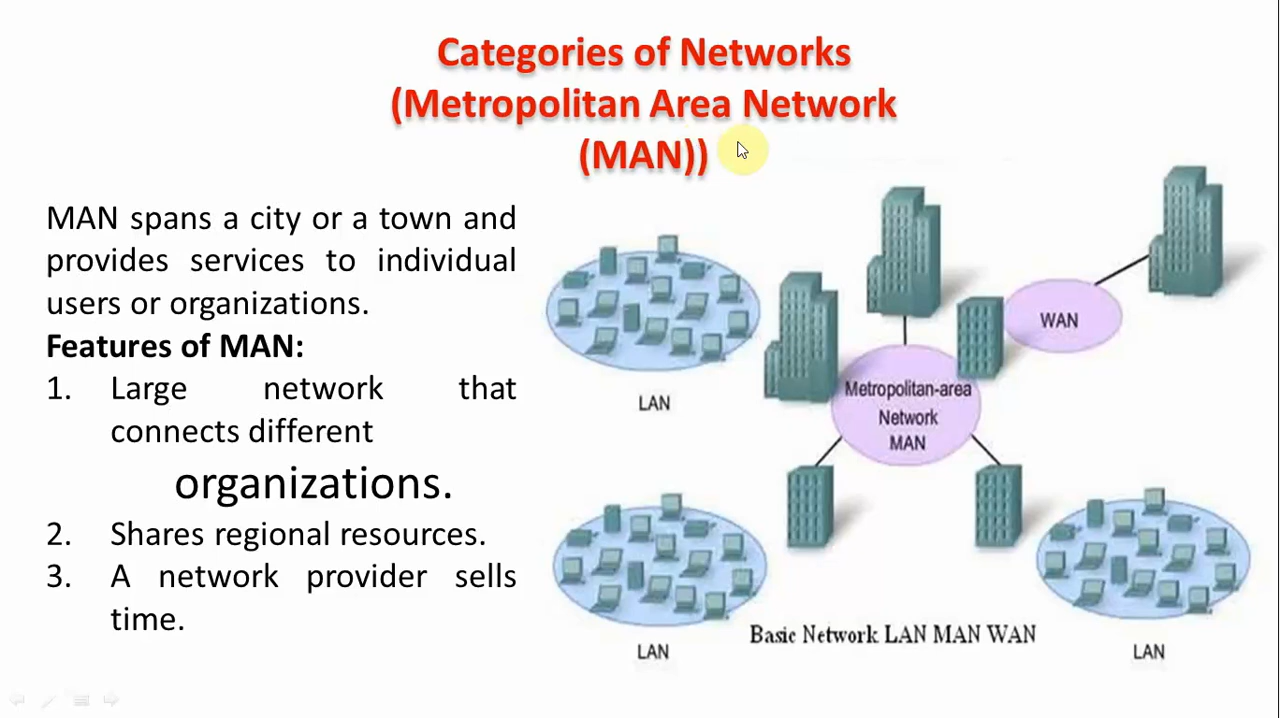 Categories of Networks
(Metropolitan Area Network
(MAN))
MAN spans a city or a town and
provides services to individual
users or organizations.
Features of MAN:
1. Large network that
connects different
organizations.
2. Shares regional resources.
3. A network provider sells
time.
LAN
WAN
Metropolitan-area
Network
MAN
LAN
Basic Network LAN MAN WAN
LAN